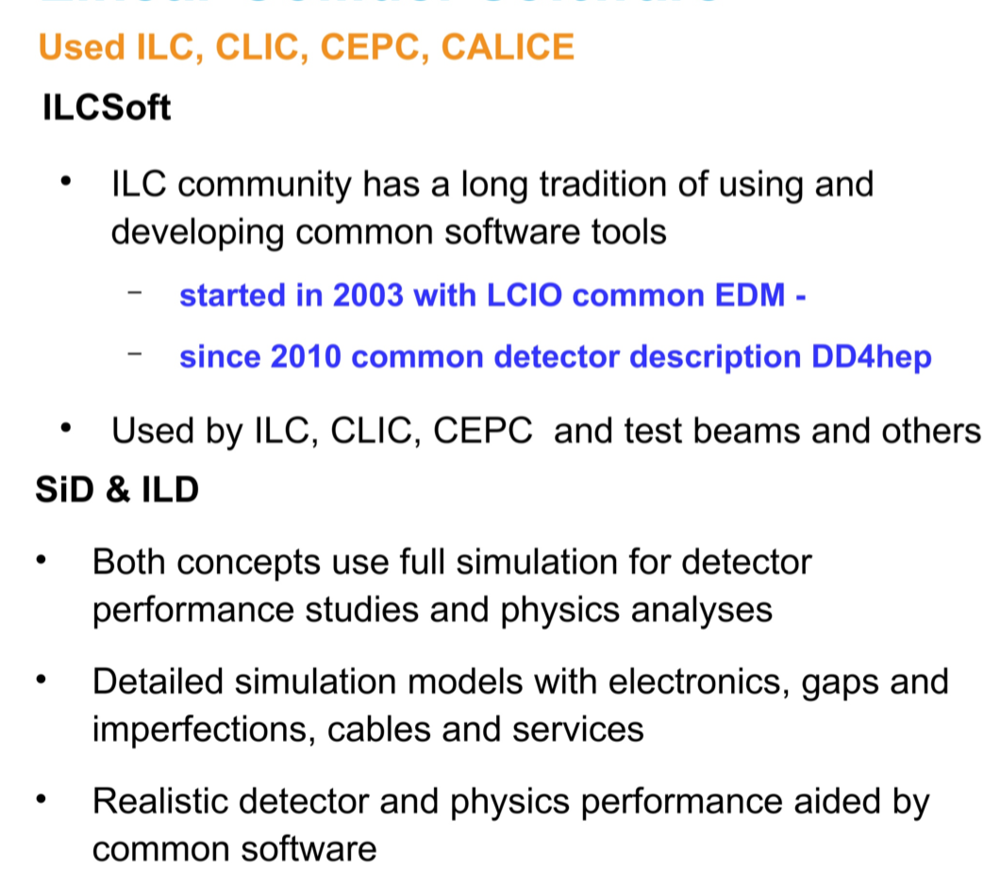 Used ILC, CLIC, CEPC, CALICE
ILCSoft
• ILC community has a long tradition of using and
developing common software tools
– started in 2003 with LCIO common EDM -
– since 2010 common detector description DD4hep
• Used by ILC, CLIC, CEPC and test beams and others
SiD & ILD
• Both concepts use full simulation for detector
performance studies and physics analyses
• Detailed simulation models with electronics, gaps and
imperfections, cables and services
• Realistic detector and physics performance aided by
common software